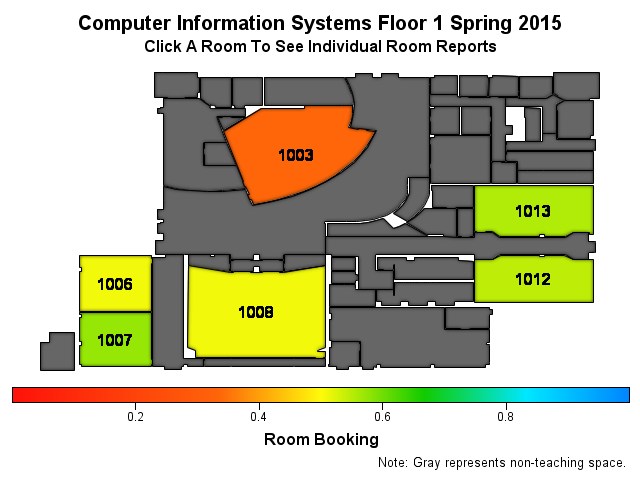 Computer Information Systems Floor 1 Spring 2015
Click A Room To See Individual Room Reports
1003
1013
1006
1012
1008
1007
0.2 0.4 0.6 0.8
Room Booking
Note: Gray represents non-teaching space.